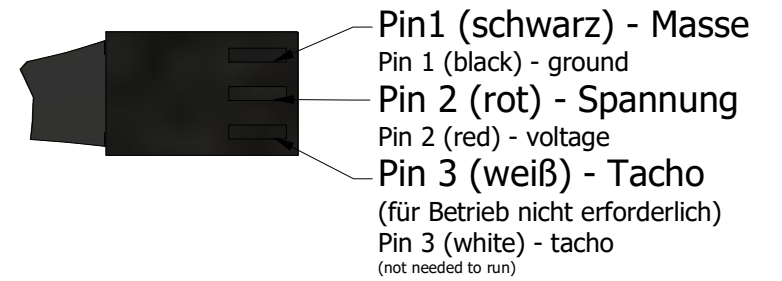 Pin1 (schwarz) - Masse
Pin 1 (black) - ground
Pin 2 (rot) - Spannung
Pin 2 (red) - voltage
Pin 3 (weiß) - Tacho
(für Betrieb nicht erforderlich)
Pin 3 (white) - tacho
(not needed to run)